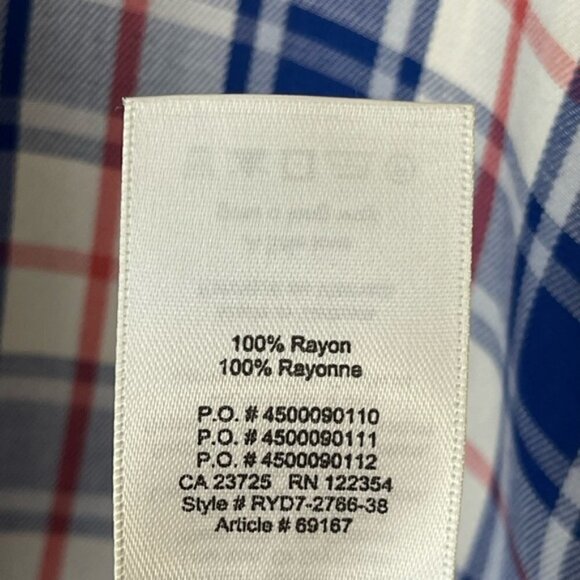 100% Rayon
100% Rayonne
P.O. # 4500090110
P.O. # 4500090111
P.O. # 4500090112
CA 23725 RN 122354
Style # RYD7-2766-38
Article # 69167